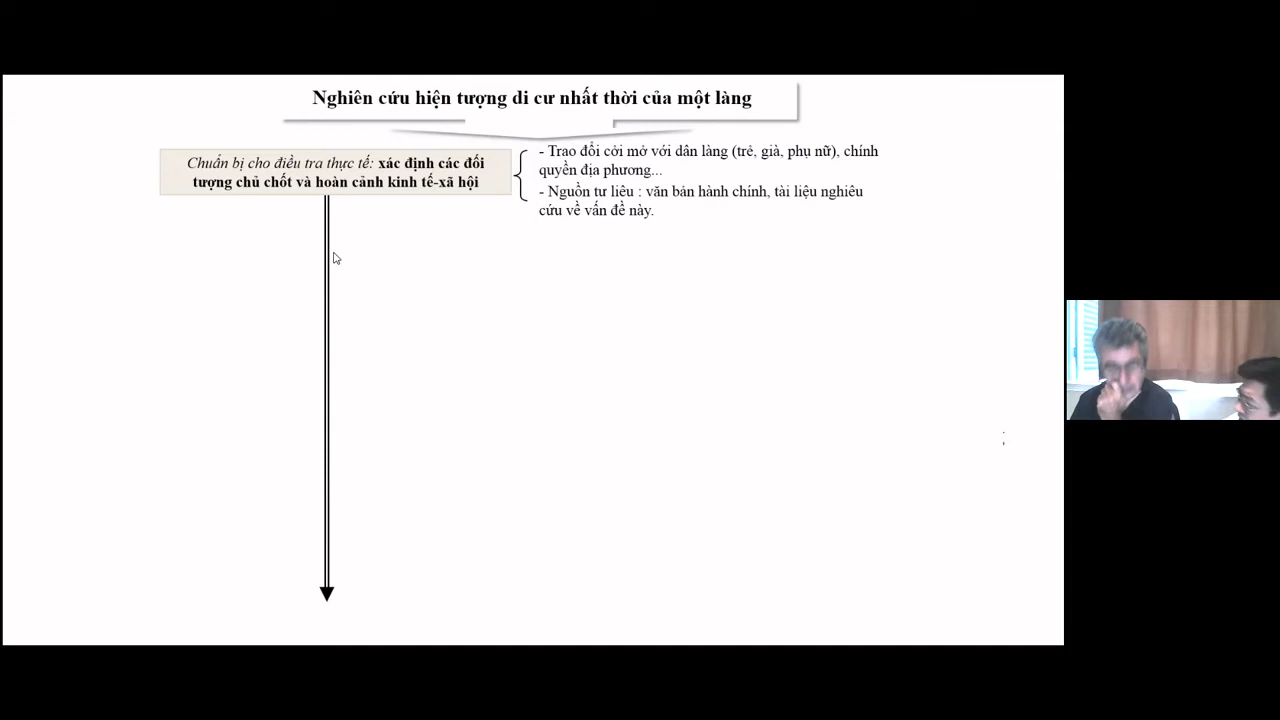 Nghiên cứu hiện tượng di cư nhất thời của một làng
Chuẩn bị cho điều tra thực tế: xác định các đối
tượng chủ chốt và hoàn cảnh kinh tế-xã hội
- Trao đổi cởi mở với dân làng (trẻ, già, phụ nữ), chính
quyền địa phương...
- Nguồn tư liêu : văn bản hành chính, tài liệu nghiêu
cứu về vấn đề này.
;